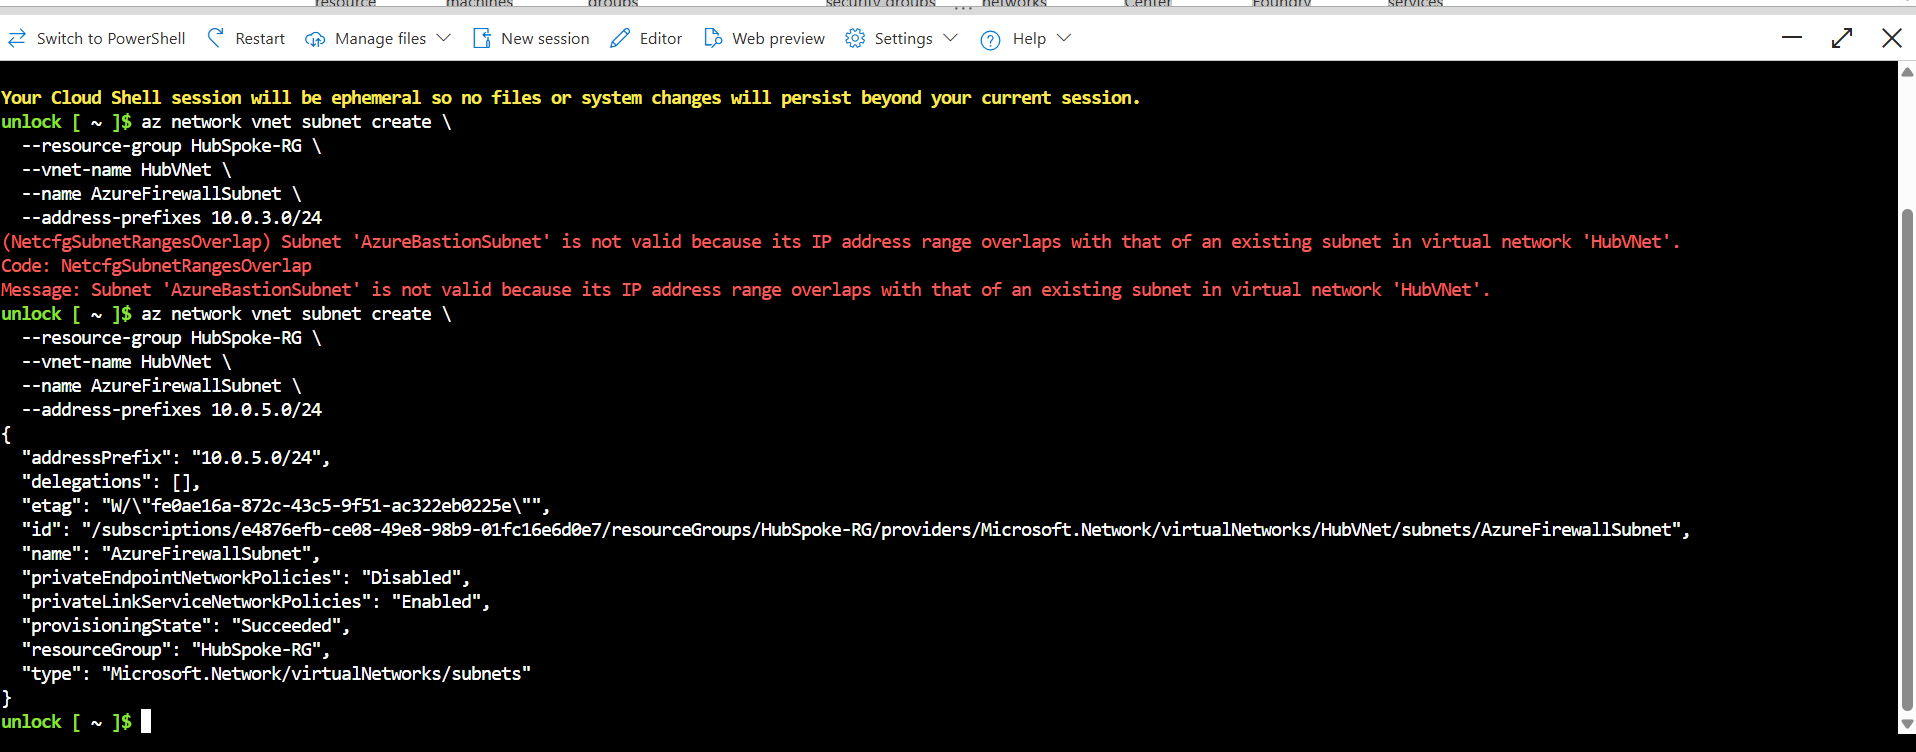 resource machines groups security groups networks Center Foundry services
Switch to PowerShell Restart Manage files New session Editor Web preview Settings Help
Your Cloud Shell session will be ephemeral so no files or system changes will persist beyond your current session.
unlock [ ~ ]$ az network vnet subnet create \
  --resource-group HubSpoke-RG \
  --vnet-name HubVNet \
  --name AzureFirewallSubnet \
  --address-prefixes 10.0.3.0/24
(NetcfgSubnetRangesOverlap) Subnet 'AzureBastionSubnet' is not valid because its IP address range overlaps with that of an existing subnet in virtual network 'HubVNet'.
Code: NetcfgSubnetRangesOverlap
Message: Subnet 'AzureBastionSubnet' is not valid because its IP address range overlaps with that of an existing subnet in virtual network 'HubVNet'.
unlock [ ~ ]$ az network vnet subnet create \
  --resource-group HubSpoke-RG \
  --vnet-name HubVNet \
  --name AzureFirewallSubnet \
  --address-prefixes 10.0.5.0/24
{
  "addressPrefix": "10.0.5.0/24",
  "delegations": [],
  "etag": "W/\"fe0ae16a-872c-43c5-9f51-ac322eb0225e\"",
  "id": "/subscriptions/e4876efb-ce08-49e8-98b9-01fc16e6d0e7/resourceGroups/HubSpoke-RG/providers/Microsoft.Network/virtualNetworks/HubVNet/subnets/AzureFirewallSubnet",
  "name": "AzureFirewallSubnet",
  "privateEndpointNetworkPolicies": "Disabled",
  "privateLinkServiceNetworkPolicies": "Enabled",
  "provisioningState": "Succeeded",
  "resourceGroup": "HubSpoke-RG",
  "type": "Microsoft.Network/virtualNetworks/subnets"
}
unlock [ ~ ]$